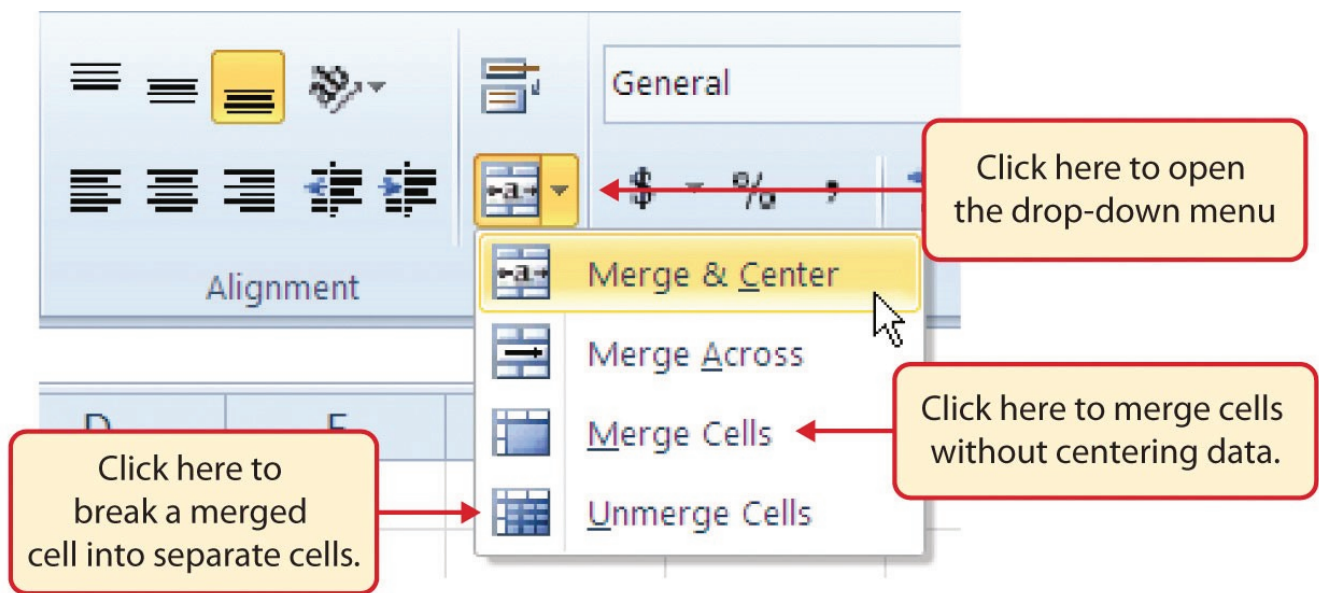 General
$ % ,
Click here to open
the drop-down menu
Alignment
Merge & Center
Merge Across
Merge Cells
Unmerge Cells
Click here to merge cells
without centering data.
Click here to
break a merged
cell into separate cells.